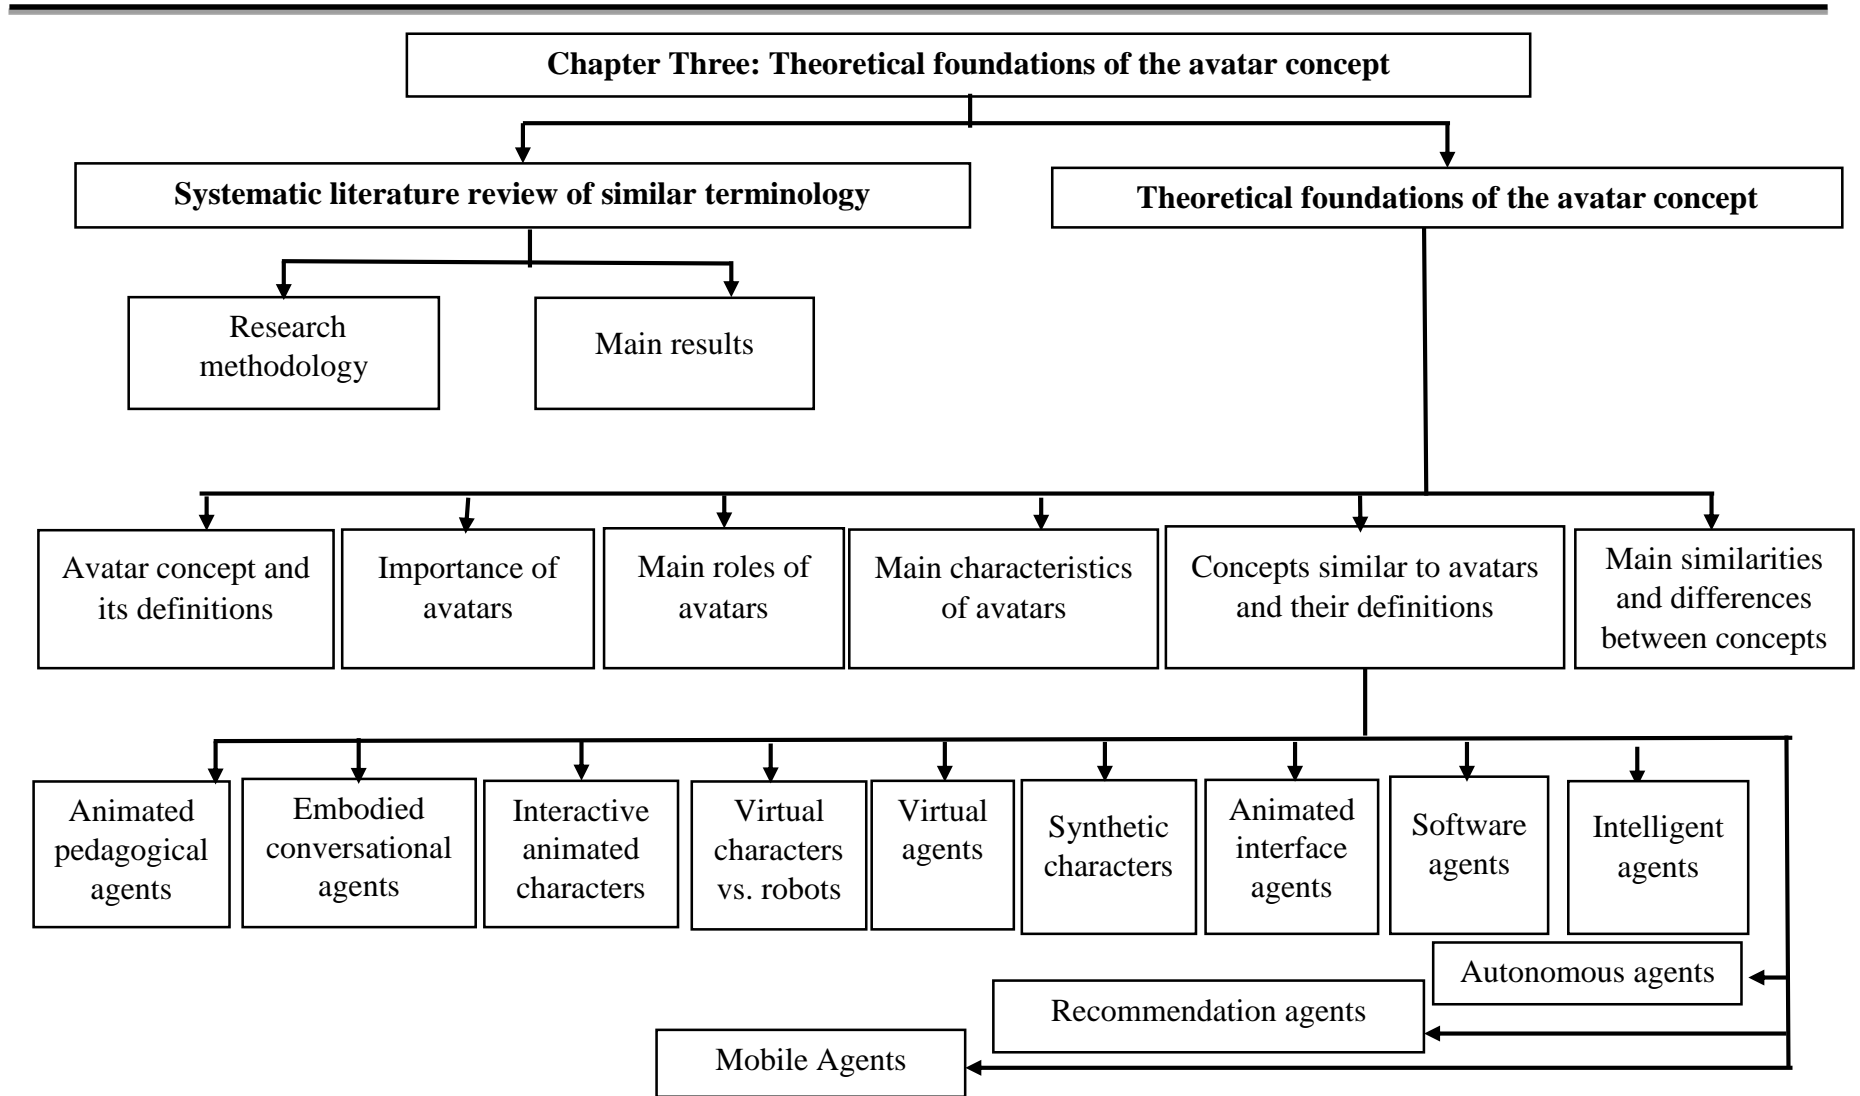 Chapter Three: Theoretical foundations of the avatar concept
Systematic literature review of similar terminology
Theoretical foundations of the avatar concept
Research
methodology
Main results
Avatar concept and
its definitions
Importance of
avatars
Main roles of
avatars
Main characteristics
of avatars
Concepts similar to avatars
and their definitions
Main similarities
and differences
between concepts
Animated
pedagogical
agents
Embodied
conversational
agents
Interactive
animated
characters
Virtual
characters
vs. robots
Virtual
agents
Synthetic
characters
Animated
interface
agents
Software
agents
Intelligent
agents
Autonomous agents
Recommendation agents
Mobile Agents